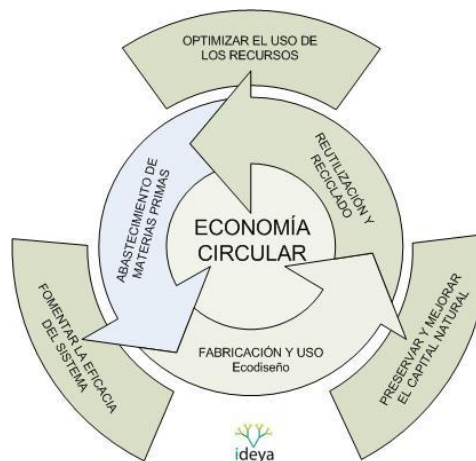 OPTIMIZAR EL USO DE
LOS RECURSOS
REUTILIZACIÓN Y
RECICLADO
ABASTECIMIENTO DE
MATERIAS PRIMAS
ECONOMÍA
CIRCULAR
FABRICACIÓN Y USO
Ecodiseño
FOMENTAR LA EFICACIA
DEL SISTEMA
PRESERVAR Y MEJORAR
EL CAPITAL NATURAL
ideya